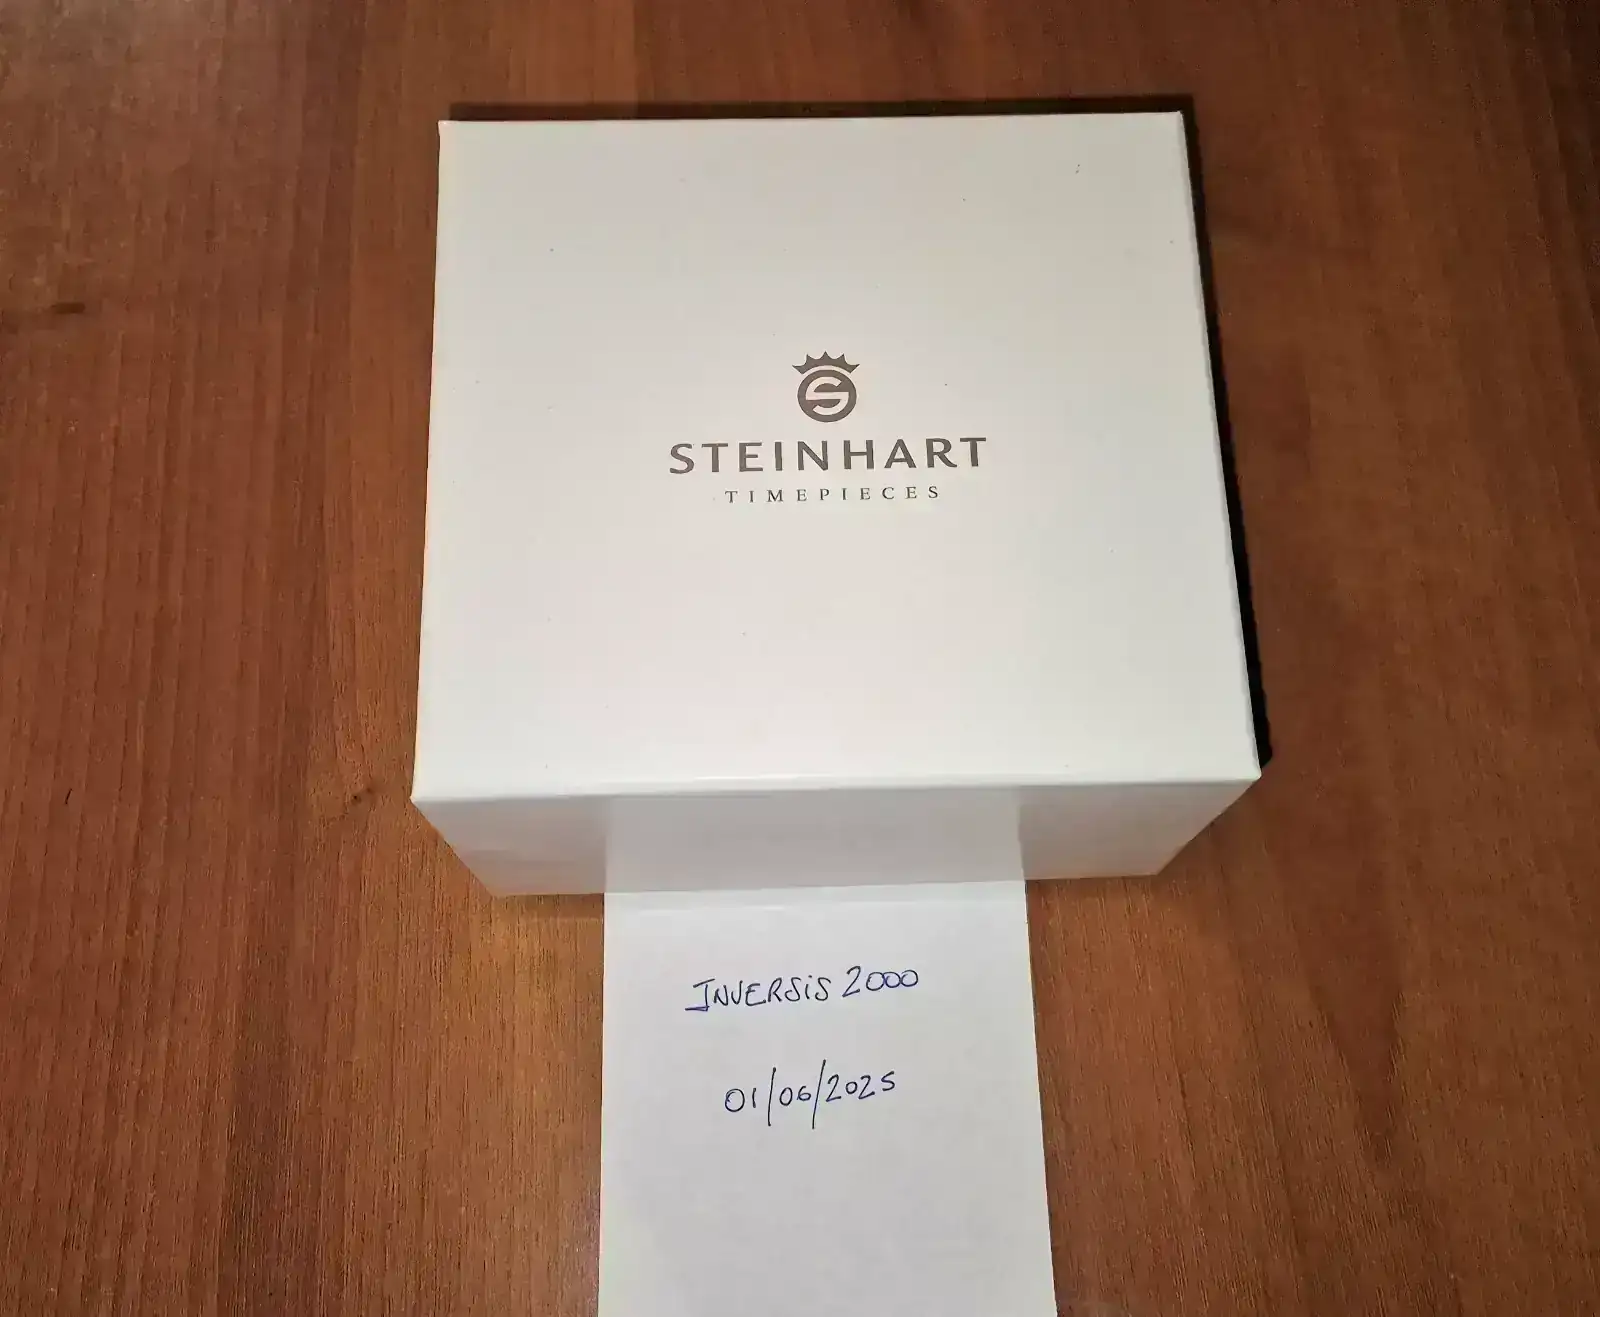 STEINHART
TIMEPIECES
INVERSiS 2000
01/06/2025